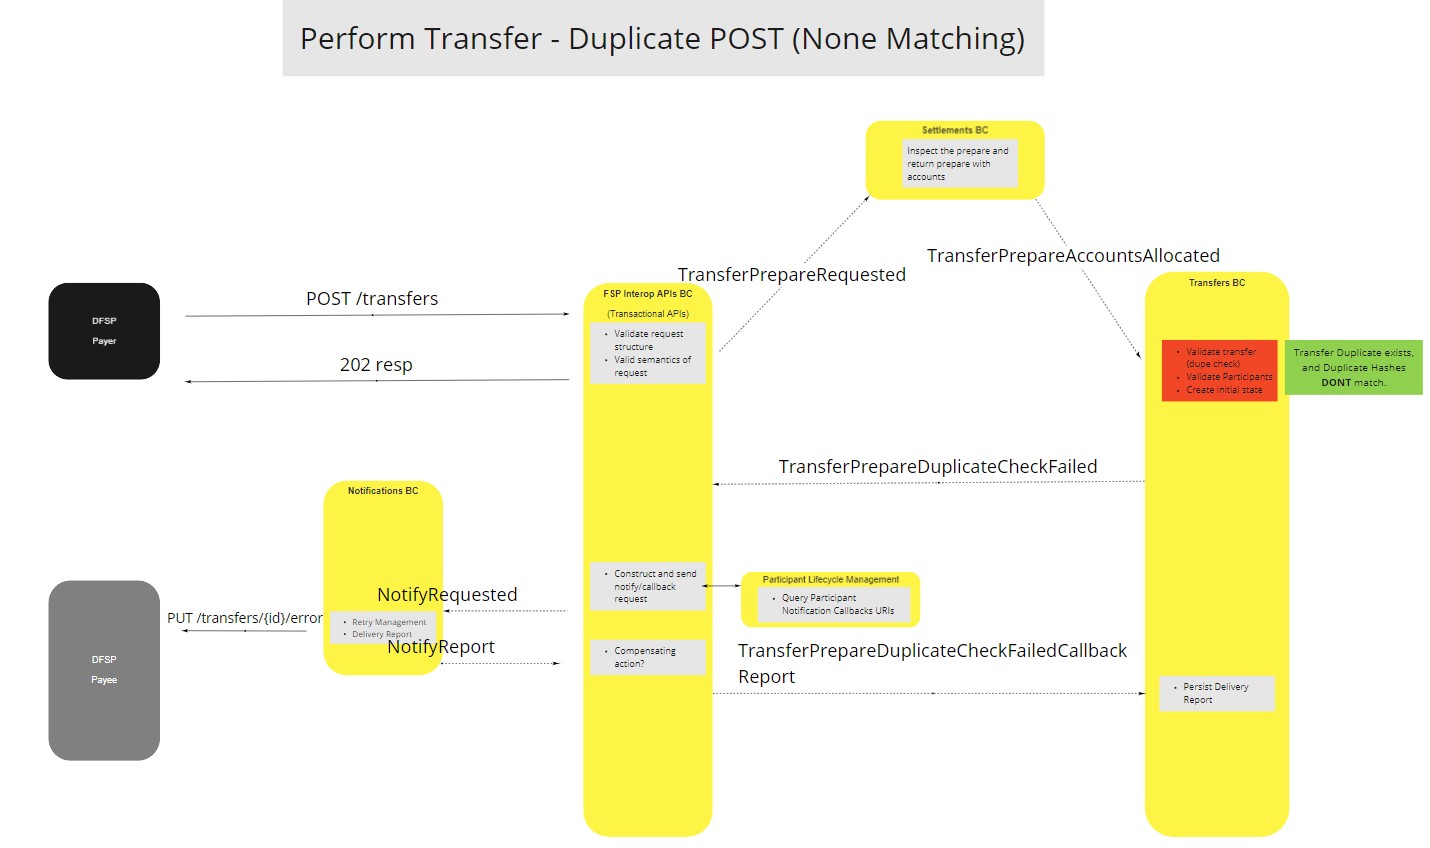 Perform Transfer - Duplicate POST (None Matching)
Settlements BC
Inspect the prepare and
return prepare with
accounts
TransferPrepareRequested
TransferPrepareAccountsAllocated
DFSP
Payer
POST /transfers
202 resp
FSP Interop APIs BC
(Transactional APIs)
• Validate request
structure
• Valid semantics of
request
Transfers BC
• Validate transfer
(dupe check)
• Validate Participants
• Create initial state
Transfer Duplicate exists,
and Duplicate Hashes
DONT match.
TransferPrepareDuplicateCheckFailed
Notifications BC
• Construct and send
notify/callback
request
Participant Lifecycle Management
• Query Participant
Notification Callbacks URIs
NotifyRequested
PUT /transfers/{id}/error
• Retry Management
• Delivery Report
NotifyReport
DFSP
Payee
• Compensating
action?
TransferPrepareDuplicateCheckFailedCallback
Report
• Persist Delivery
Report